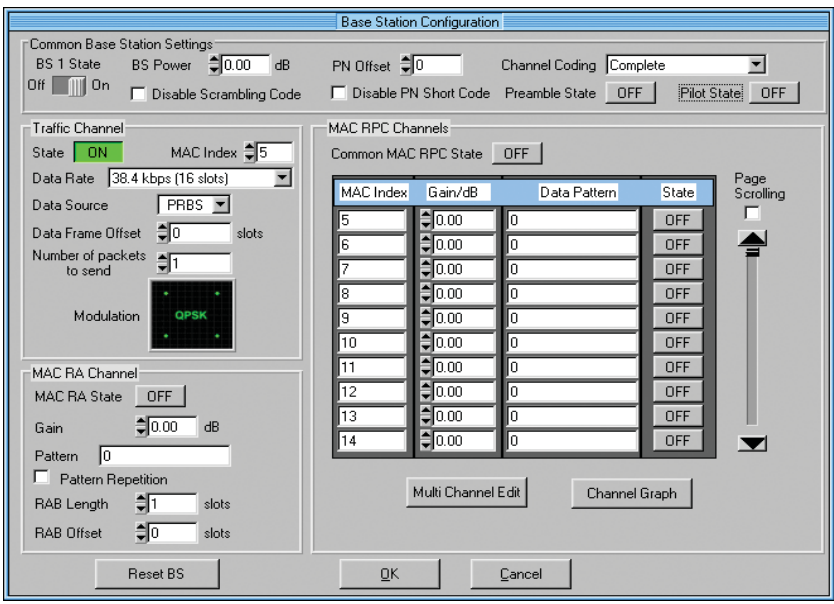 Base Station Configuration
Common Base Station Settings
BS 1 State
Off On
BS Power 0.00 dB
Disable Scrambling Code
PN Offset 0
Disable PN Short Code
Channel Coding Complete
Preamble State OFF
Pilot State OFF
Traffic Channel
State ON
MAC Index 5
Data Rate 38.4 kbps (16 slots)
Data Source PRBS
Data Frame Offset 0 slots
Number of packets
to send 1
Modulation QPSK
MAC RA Channel
MAC RA State OFF
Gain 0.00 dB
Pattern 0
Pattern Repetition
RAB Length 1 slots
RAB Offset 0 slots
MAC RPC Channels
Common MAC RPC State OFF
MAC Index Gain/dB Data Pattern State
5 0.00 0 OFF
6 0.00 0 OFF
7 0.00 0 OFF
8 0.00 0 OFF
9 0.00 0 OFF
10 0.00 0 OFF
11 0.00 0 OFF
12 0.00 0 OFF
13 0.00 0 OFF
14 0.00 0 OFF
Page
Scrolling
Multi Channel Edit
Channel Graph
Reset BS
OK
Cancel